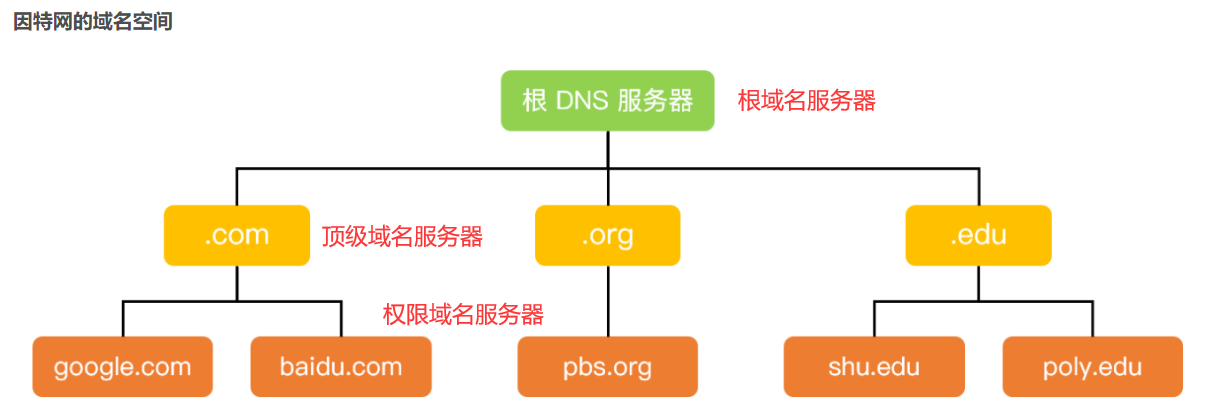 因特网的域名空间
根 DNS 服务器
根域名服务器
.com
顶级域名服务器
.org
.edu
权限域名服务器
google.com
baidu.com
pbs.org
shu.edu
poly.edu